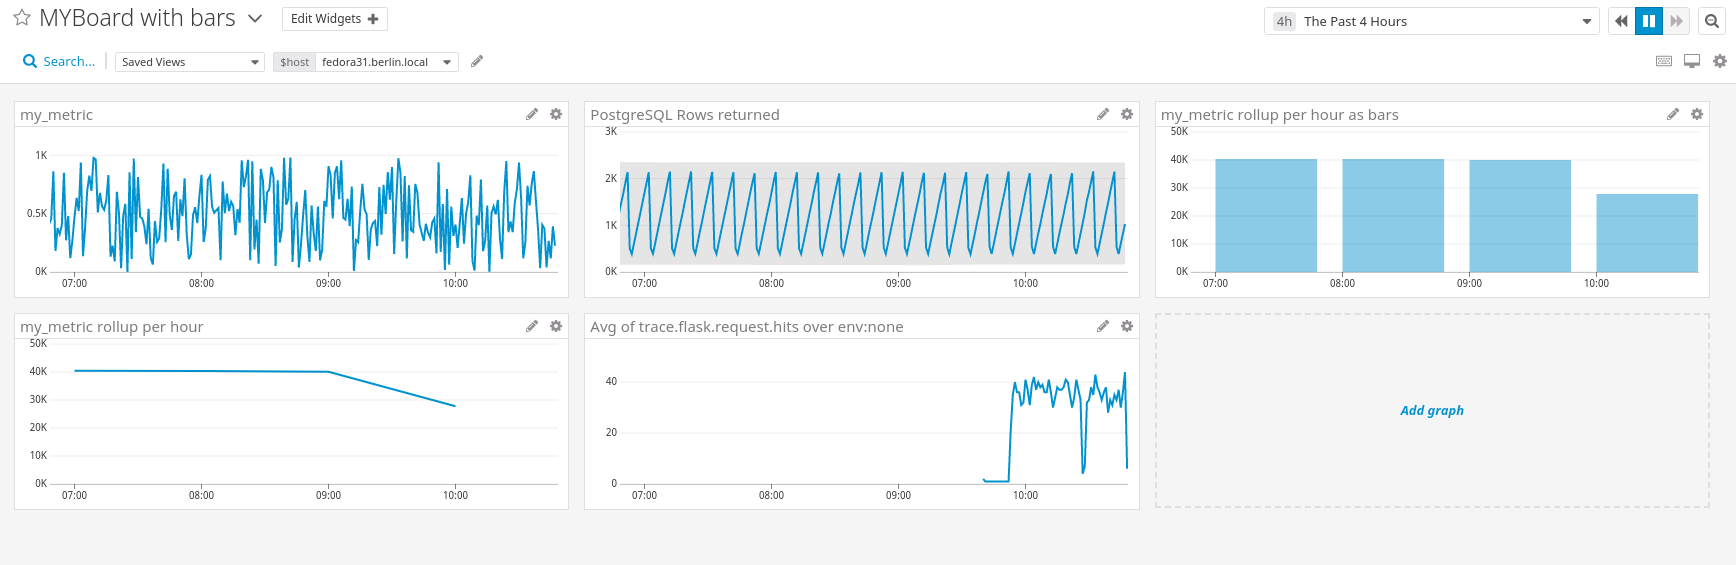 MYBoard with bars
Edit Widgets
4h The Past 4 Hours
Search...
Saved Views
$host fedora31.berlin.local
my_metric
1K
0.5K
0K
07:00 08:00 09:00 10:00
PostgreSQL Rows returned
3K
2K
1K
0K
07:00 08:00 09:00 10:00
my_metric rollup per hour as bars
50K
40K
30K
20K
10K
0K
07:00 08:00 09:00 10:00
my_metric rollup per hour
50K
40K
30K
20K
10K
0K
07:00 08:00 09:00 10:00
Avg of trace.flask.request.hits over env:none
40
20
0
07:00 08:00 09:00 10:00
Add graph